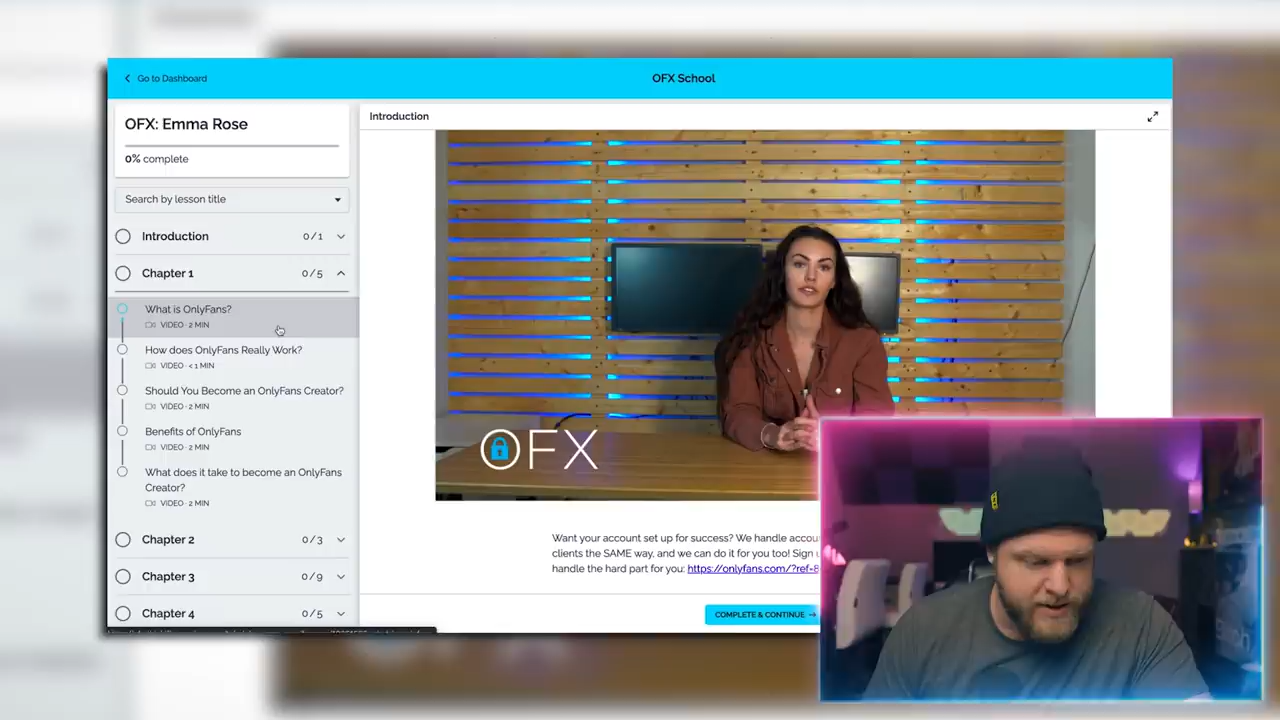 Go to Dashboard
OFX School
OFX: Emma Rose
0% complete
Search by lesson title
Introduction 0/1
Chapter 1 0/5
What is OnlyFans?
VIDEO · 2 MIN
How does OnlyFans Really Work?
VIDEO · < 1 MIN
Should You Become an OnlyFans Creator?
VIDEO · 2 MIN
Benefits of OnlyFans
VIDEO · 2 MIN
What does it take to become an OnlyFans
Creator?
VIDEO · 2 MIN
Chapter 2 0/3
Chapter 3 0/9
Chapter 4 0/5
Introduction
OFX
Want your account set up for success? We handle
clients the SAME way, and we can do it for you too! Sign
handle the hard part for you: https://onlyfans.com/?ref=8
COMPLETE & CONTINUE →